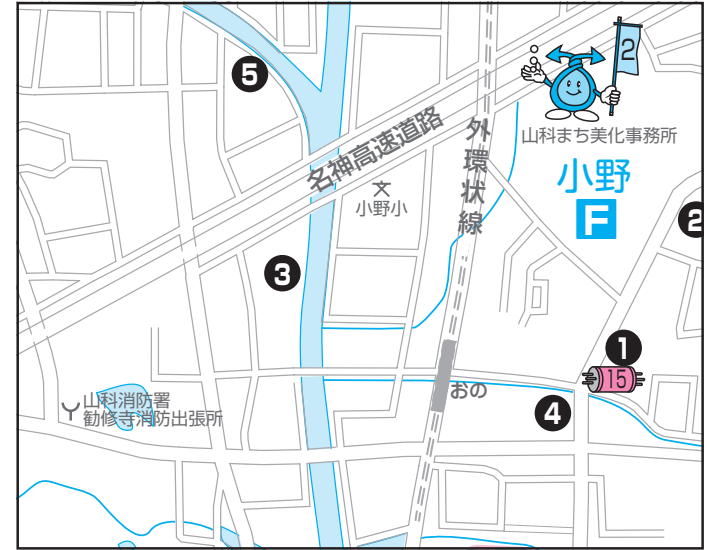 5
2
山科まち美化事務所
小野
F
名神高速道路
外環状線
小野小
2
3
1
15
おの
4
山科消防署
勧修寺消防出張所